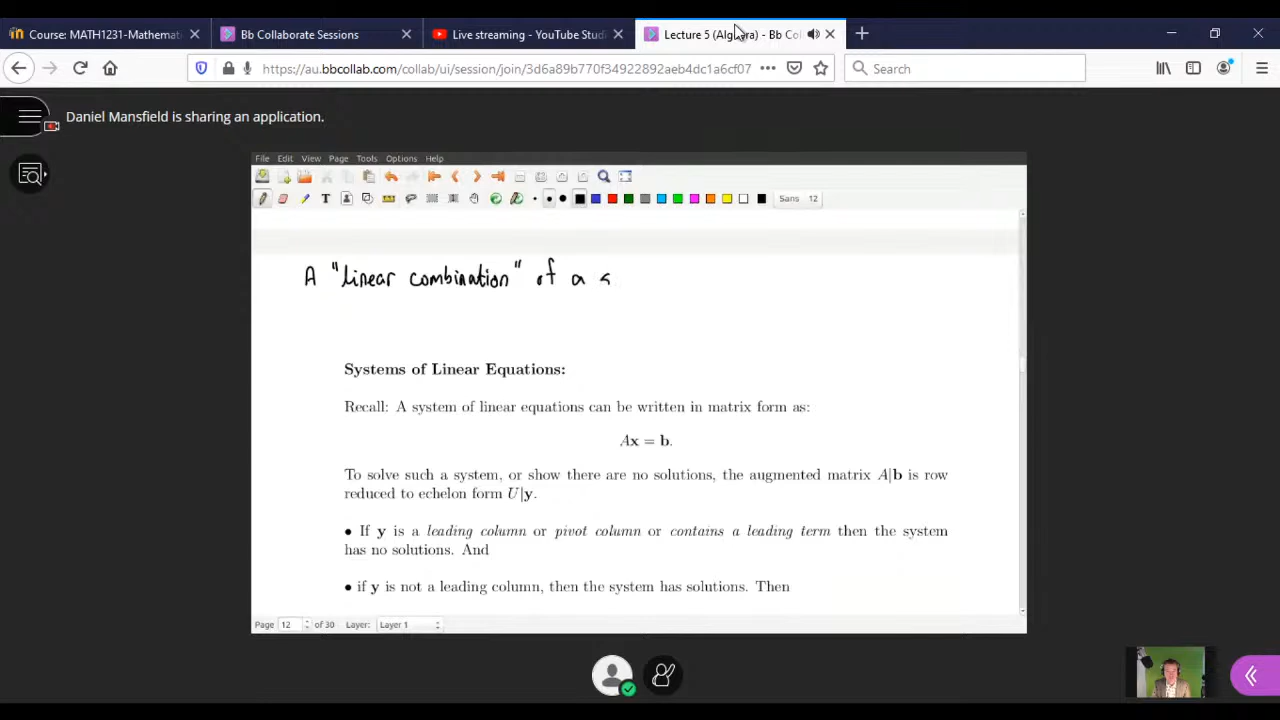 Course: MATH1231-Mathemat
Bb Collaborate Sessions
Live streaming - YouTube Stud
Lecture 5 (Algebra) - Bb Col
https://au.bbcollab.com/collab/ui/session/join/3d6a89b770f34922892aeb4dc1a6cf07
Search
Daniel Mansfield is sharing an application.
File Edit View Page Tools Options Help
Sans 12
A "linear combination" of a s
Systems of Linear Equations:
Recall: A system of linear equations can be written in matrix form as:
Ax = b.
To solve such a system, or show there are no solutions, the augmented matrix A|b is row
reduced to echelon form U|y.
• If y is a leading column or pivot column or contains a leading term then the system
has no solutions. And
• if y is not a leading column, then the system has solutions. Then
Page 12 of 30 Layer: Layer 1